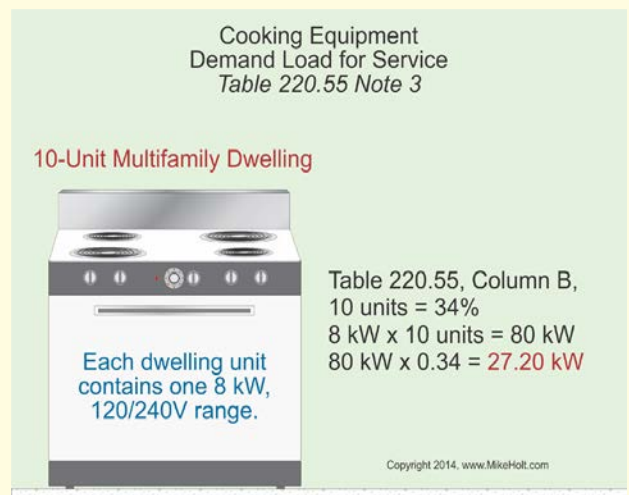 Cooking Equipment
Demand Load for Service
Table 220.55 Note 3
10-Unit Multifamily Dwelling
Each dwelling unit
contains one 8 kW,
120/240V range.
Table 220.55, Column B,
10 units = 34%
8 kW x 10 units = 80 kW
80 kW x 0.34 = 27.20 kW
Copyright 2014, www.MikeHolt.com